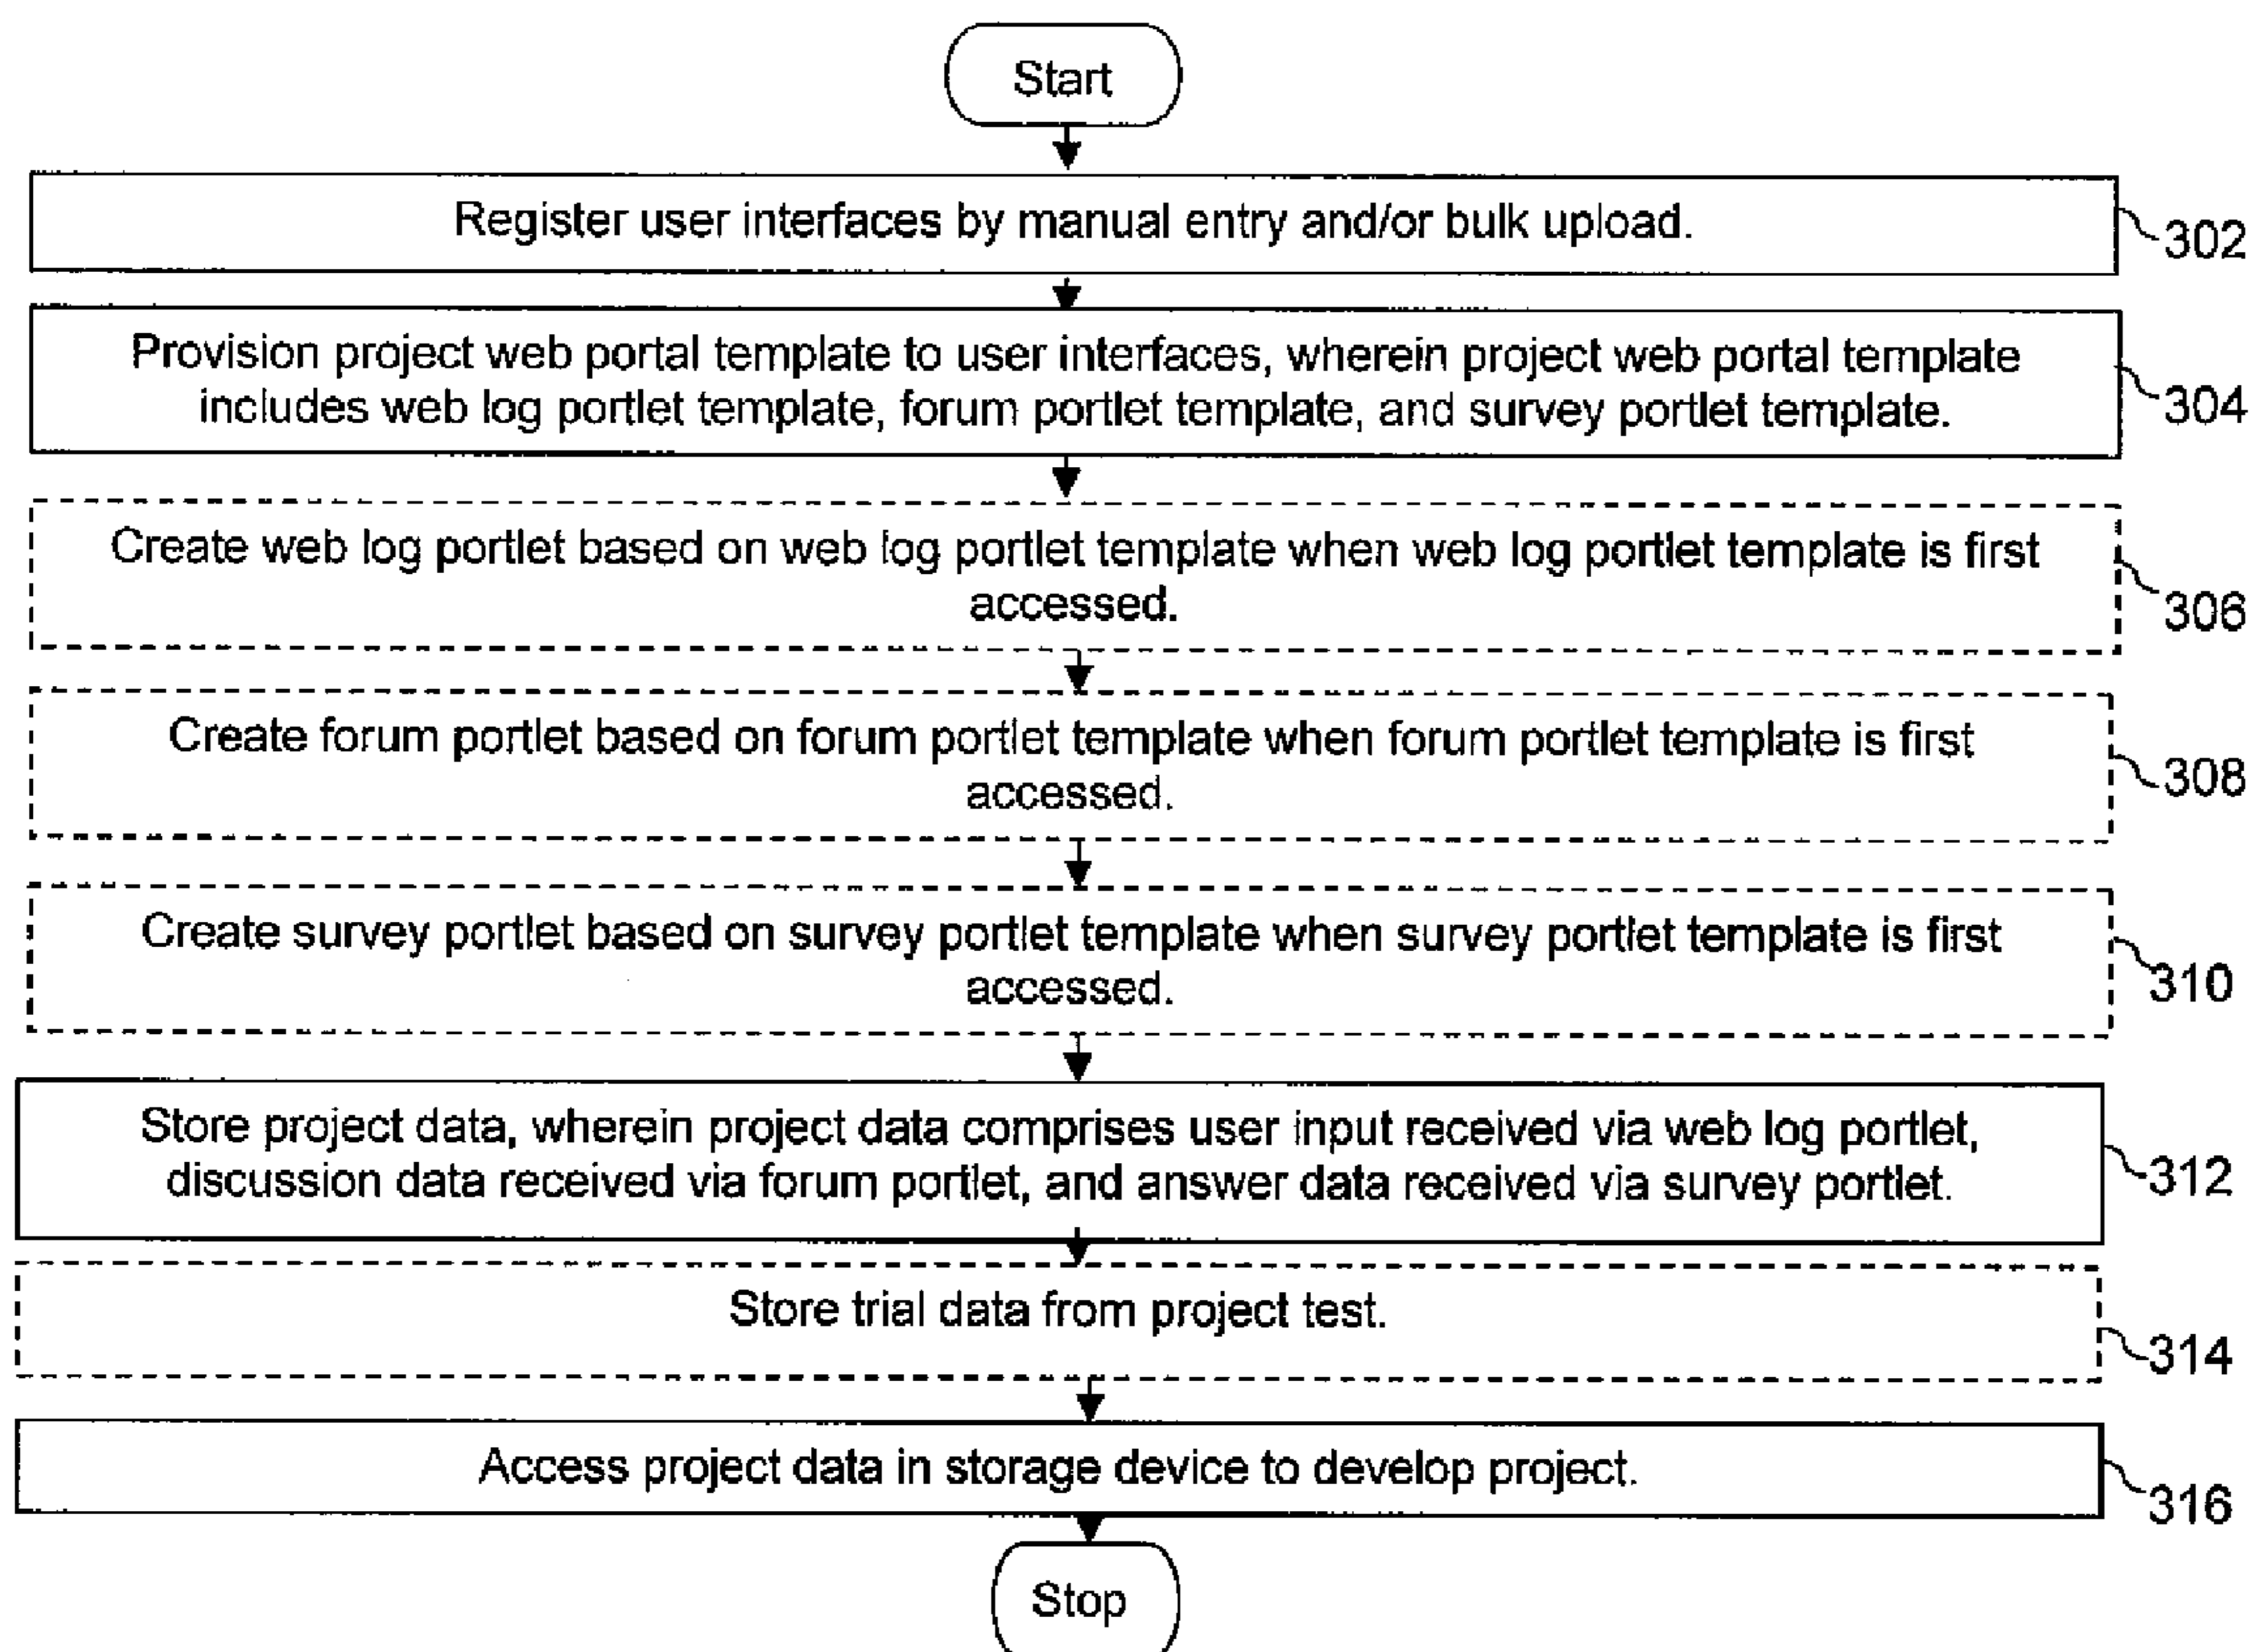 Start
Register user interfaces by manual entry and/or bulk upload.
302
Provision project web portal template to user interfaces, wherein project web portal template
includes web log portlet template, forum portlet template, and survey portlet template.
304
Create web log portlet based on web log portlet template when web log portlet template is first
accessed.
306
Create forum portlet based on forum portlet template when forum portlet template is first
accessed.
308
Create survey portlet based on survey portlet template when survey portlet template is first
accessed.
310
Store project data, wherein project data comprises user input received via web log portlet,
discussion data received via forum portlet, and answer data received via survey portlet.
312
Store trial data from project test.
314
Access project data in storage device to develop project.
316
Stop